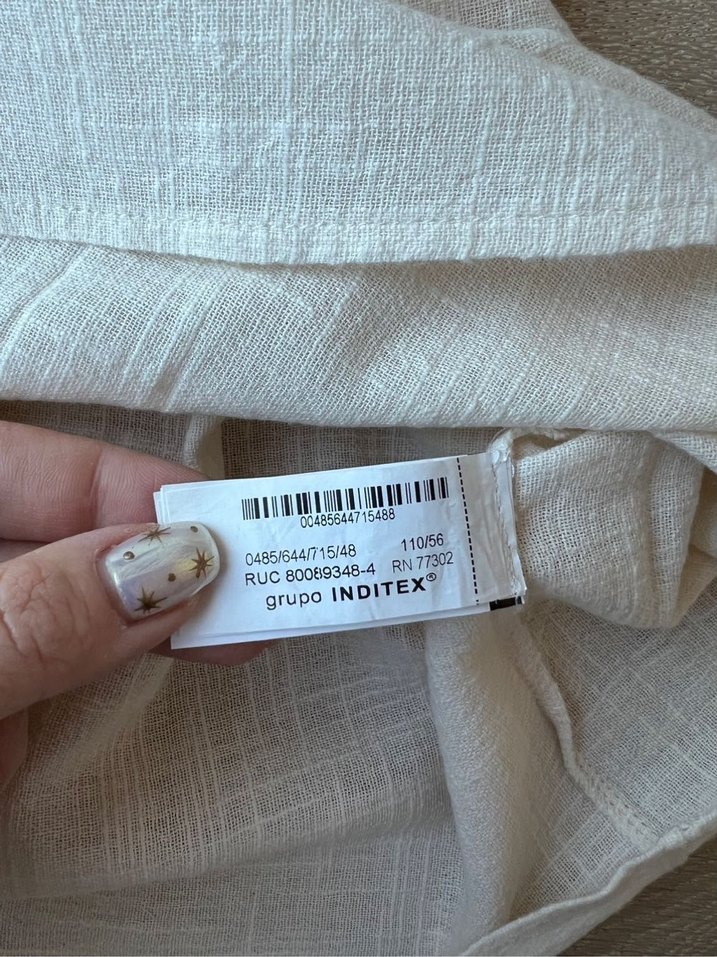 00485644715488
0485/644/715/48 110/56
RUC 80089348-4 RN 77302
grupo INDITEX®